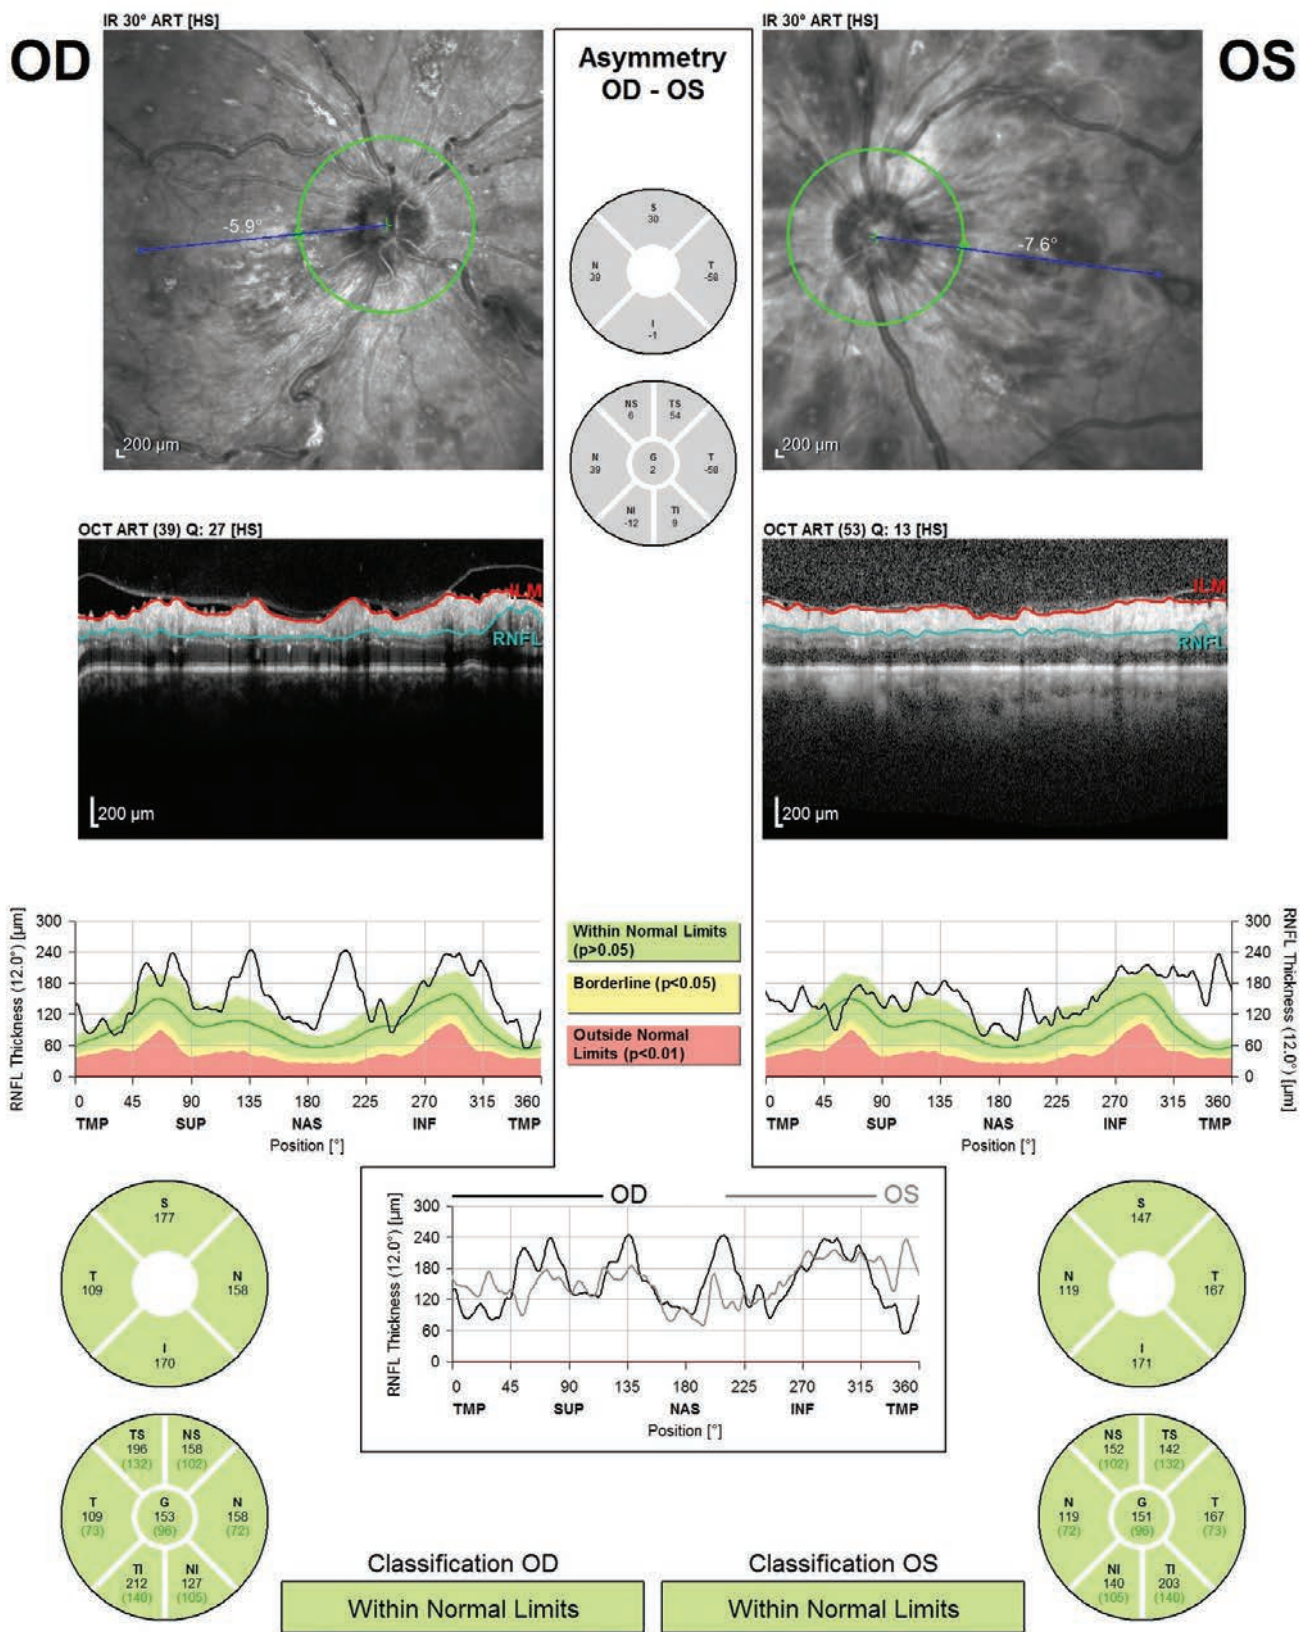 IR 30° ART [HS]
OD
-5.9°
200 µm
Asymmetry
OD - OS
S
30
N
39
T
-58
I
-1
NS
6
TS
54
N
39
G
2
T
-58
NI
-12
TI
9
IR 30° ART [HS]
OS
-7.6°
200 µm
OCT ART (39) Q: 27 [HS]
ILM
RNFL
200 µm
OCT ART (53) Q: 13 [HS]
ILM
RNFL
200 µm
RNFL Thickness (12.0°) [µm]
300
240
180
120
60
0
0 45 90 135 180 225 270 315 360
TMP SUP NAS INF TMP
Position [°]
Within Normal Limits
(p>0.05)
Borderline (p<0.05)
Outside Normal
Limits (p<0.01)
300
240
180
120
60
0
RNFL Thickness (12.0°) [µm]
0 45 90 135 180 225 270 315 360
TMP SUP NAS INF TMP
Position [°]
S
177
T
109
N
158
I
170
OD OS
RNFL Thickness (12.0°) [µm]
300
240
180
120
60
0
0 45 90 135 180 225 270 315 360
TMP SUP NAS INF TMP
Position [°]
S
147
N
119
T
167
I
171
TS
196
(132)
NS
158
(102)
T
109
(73)
G
153
(96)
N
158
(72)
TI
212
(140)
NI
127
(105)
Classification OD
Within Normal Limits
Classification OS
Within Normal Limits
NS
152
(102)
TS
142
(132)
N
119
(72)
G
151
(96)
T
167
(73)
NI
140
(105)
TI
203
(140)